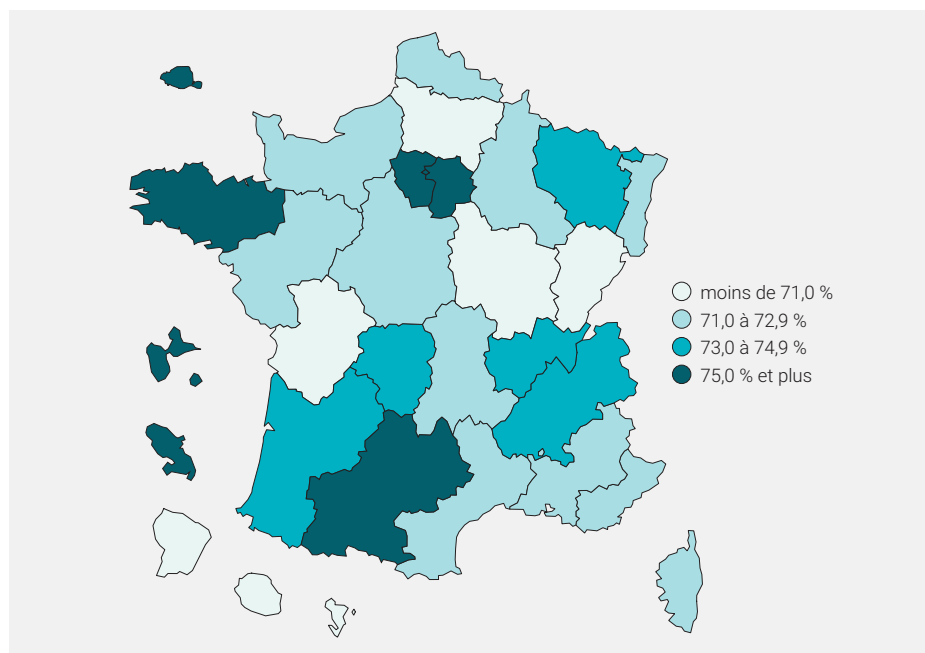 moins de 71,0 %
71,0 à 72,9 %
73,0 à 74,9 %
75,0 % et plus